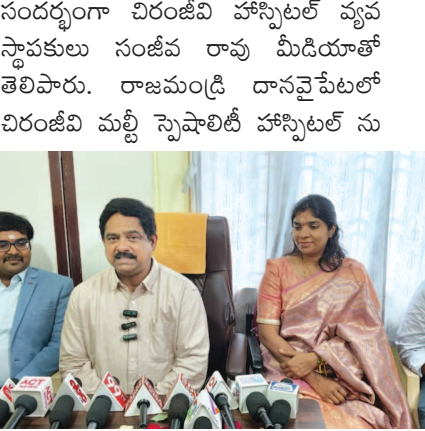 సందర్భంగా చిరంజీవి హాస్పిటల్ వ్యవ
స్థాపకులు సంజీవ రావు మీడియాతో
తెలిపారు. రాజమండ్రి దానవైపేటలో
చిరంజీవి మల్టీ స్పెషాలిటీ హాస్పిటల్ ను
ACT